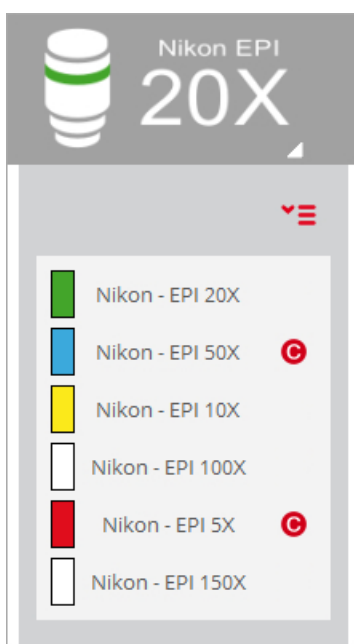 Nikon EPI
20X
Nikon - EPI 20X
Nikon - EPI 50X C
Nikon - EPI 10X
Nikon - EPI 100X
Nikon - EPI 5X C
Nikon - EPI 150X